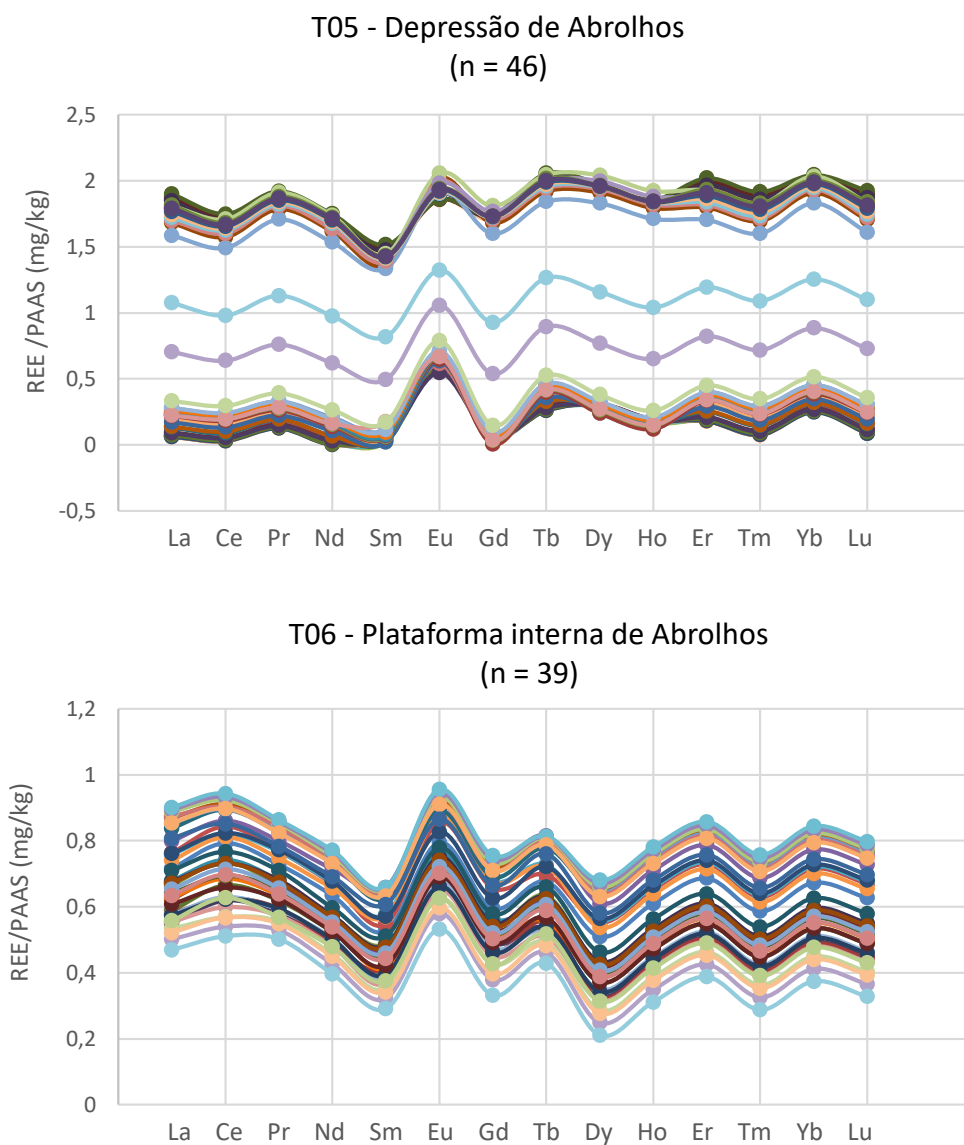 T05 - Depressão de Abrolhos
(n = 46)
REE /PAAS (mg/kg)
2,5
2
1,5
1
0,5
0
-0,5
La Ce Pr Nd Sm Eu Gd Tb Dy Ho Er Tm Yb Lu
T06 - Plataforma interna de Abrolhos
(n = 39)
REE/PAAS (mg/kg)
1,2
1
0,8
0,6
0,4
0,2
0
La Ce Pr Nd Sm Eu Gd Tb Dy Ho Er Tm Yb Lu